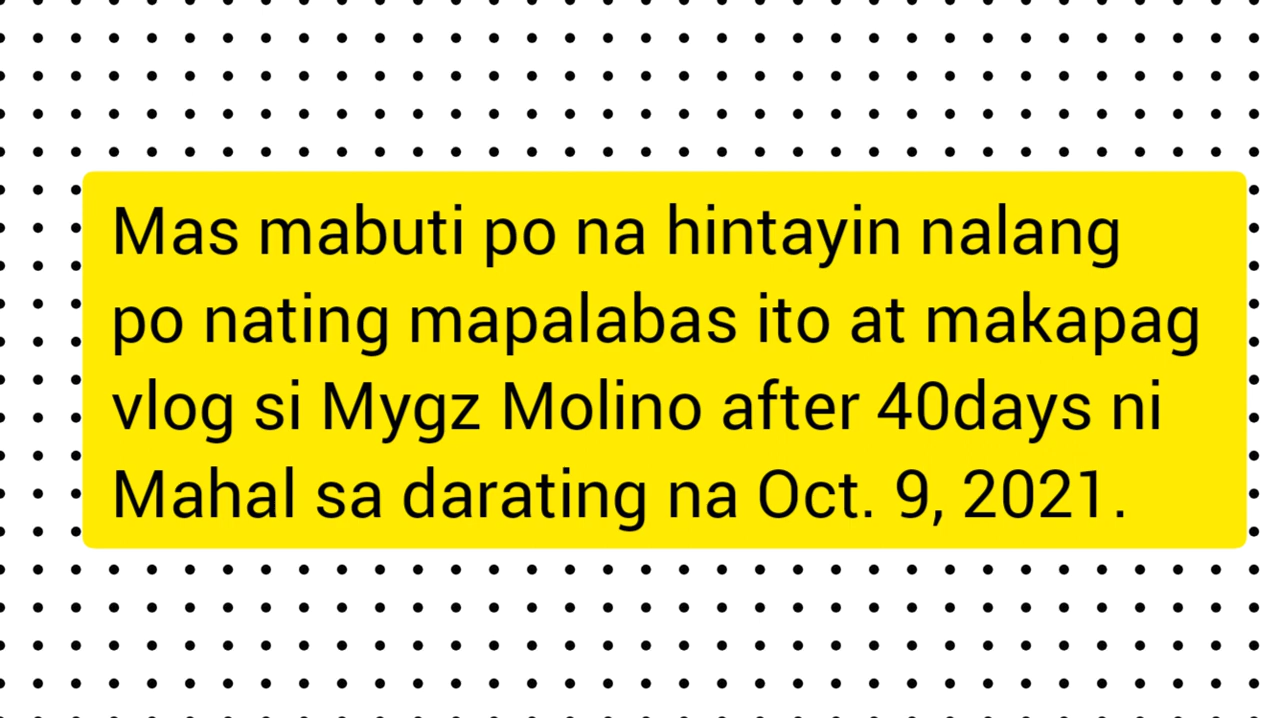 Mas mabuti po na hintayin nalang
po nating mapalabas ito at makapag
vlog si Mygz Molino after 40days ni
Mahal sa darating na Oct. 9, 2021.